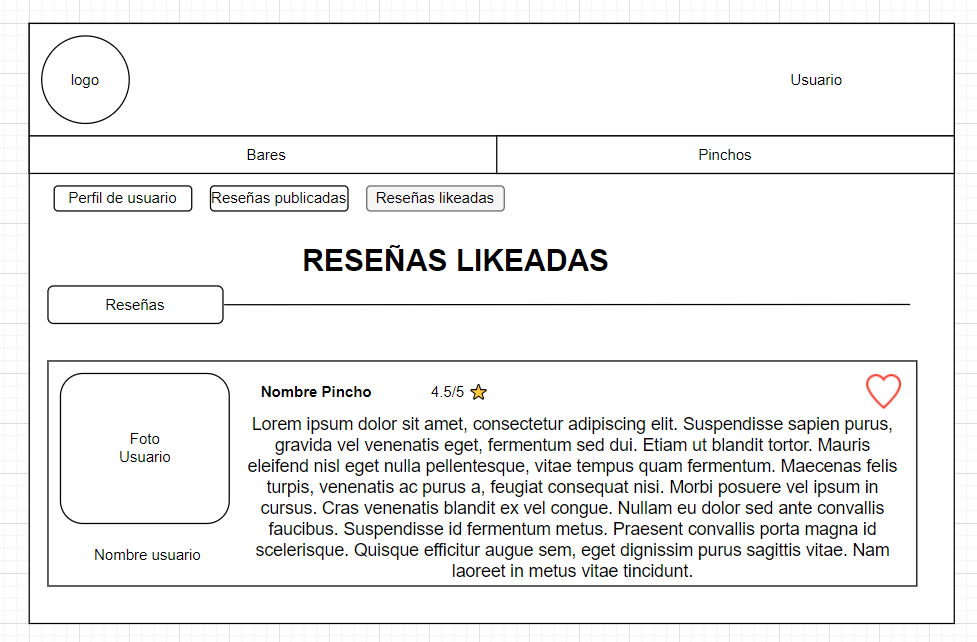 logo
Usuario
Bares
Pinchos
Perfil de usuario
Reseñas publicadas
Reseñas likeadas
RESEÑAS LIKEADAS
Reseñas
Foto
Usuario
Nombre usuario
Nombre Pincho
4.5/5
Lorem ipsum dolor sit amet, consectetur adipiscing elit. Suspendisse sapien purus,
gravida vel venenatis eget, fermentum sed dui. Etiam ut blandit tortor. Mauris
eleifend nisl eget nulla pellentesque, vitae tempus quam fermentum. Maecenas felis
turpis, venenatis ac purus a, feugiat consequat nisi. Morbi posuere vel ipsum in
cursus. Cras venenatis blandit ex vel congue. Nullam eu dolor sed ante convallis
faucibus. Suspendisse id fermentum metus. Praesent convallis porta magna id
scelerisque. Quisque efficitur augue sem, eget dignissim purus sagittis vitae. Nam
laoreet in metus vitae tincidunt.